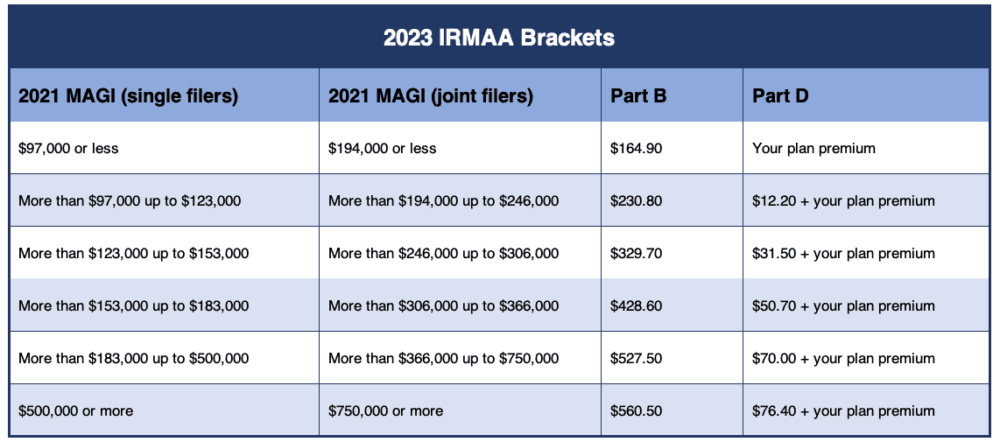 2023 IRMAA Brackets
2021 MAGI (single filers) 2021 MAGI (joint filers) Part B Part D
$97,000 or less $194,000 or less $164.90 Your plan premium
More than $97,000 up to $123,000 More than $194,000 up to $246,000 $230.80 $12.20 + your plan premium
More than $123,000 up to $153,000 More than $246,000 up to $306,000 $329.70 $31.50 + your plan premium
More than $153,000 up to $183,000 More than $306,000 up to $366,000 $428.60 $50.70 + your plan premium
More than $183,000 up to $500,000 More than $366,000 up to $750,000 $527.50 $70.00 + your plan premium
$500,000 or more $750,000 or more $560.50 $76.40 + your plan premium